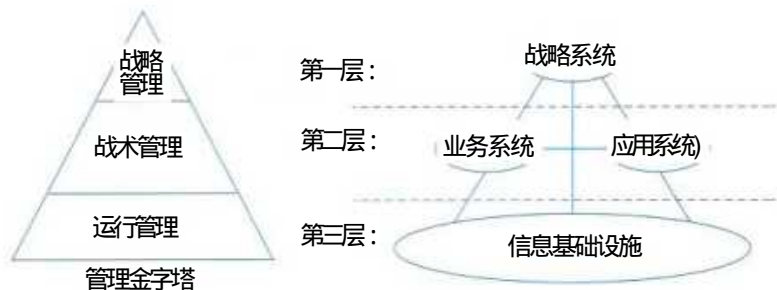 战略
管理
战术管理
运行管理
管理金字塔
第一层：
战略系统
第二层：
业务系统
应用系统)
第三层：
信息基础设施